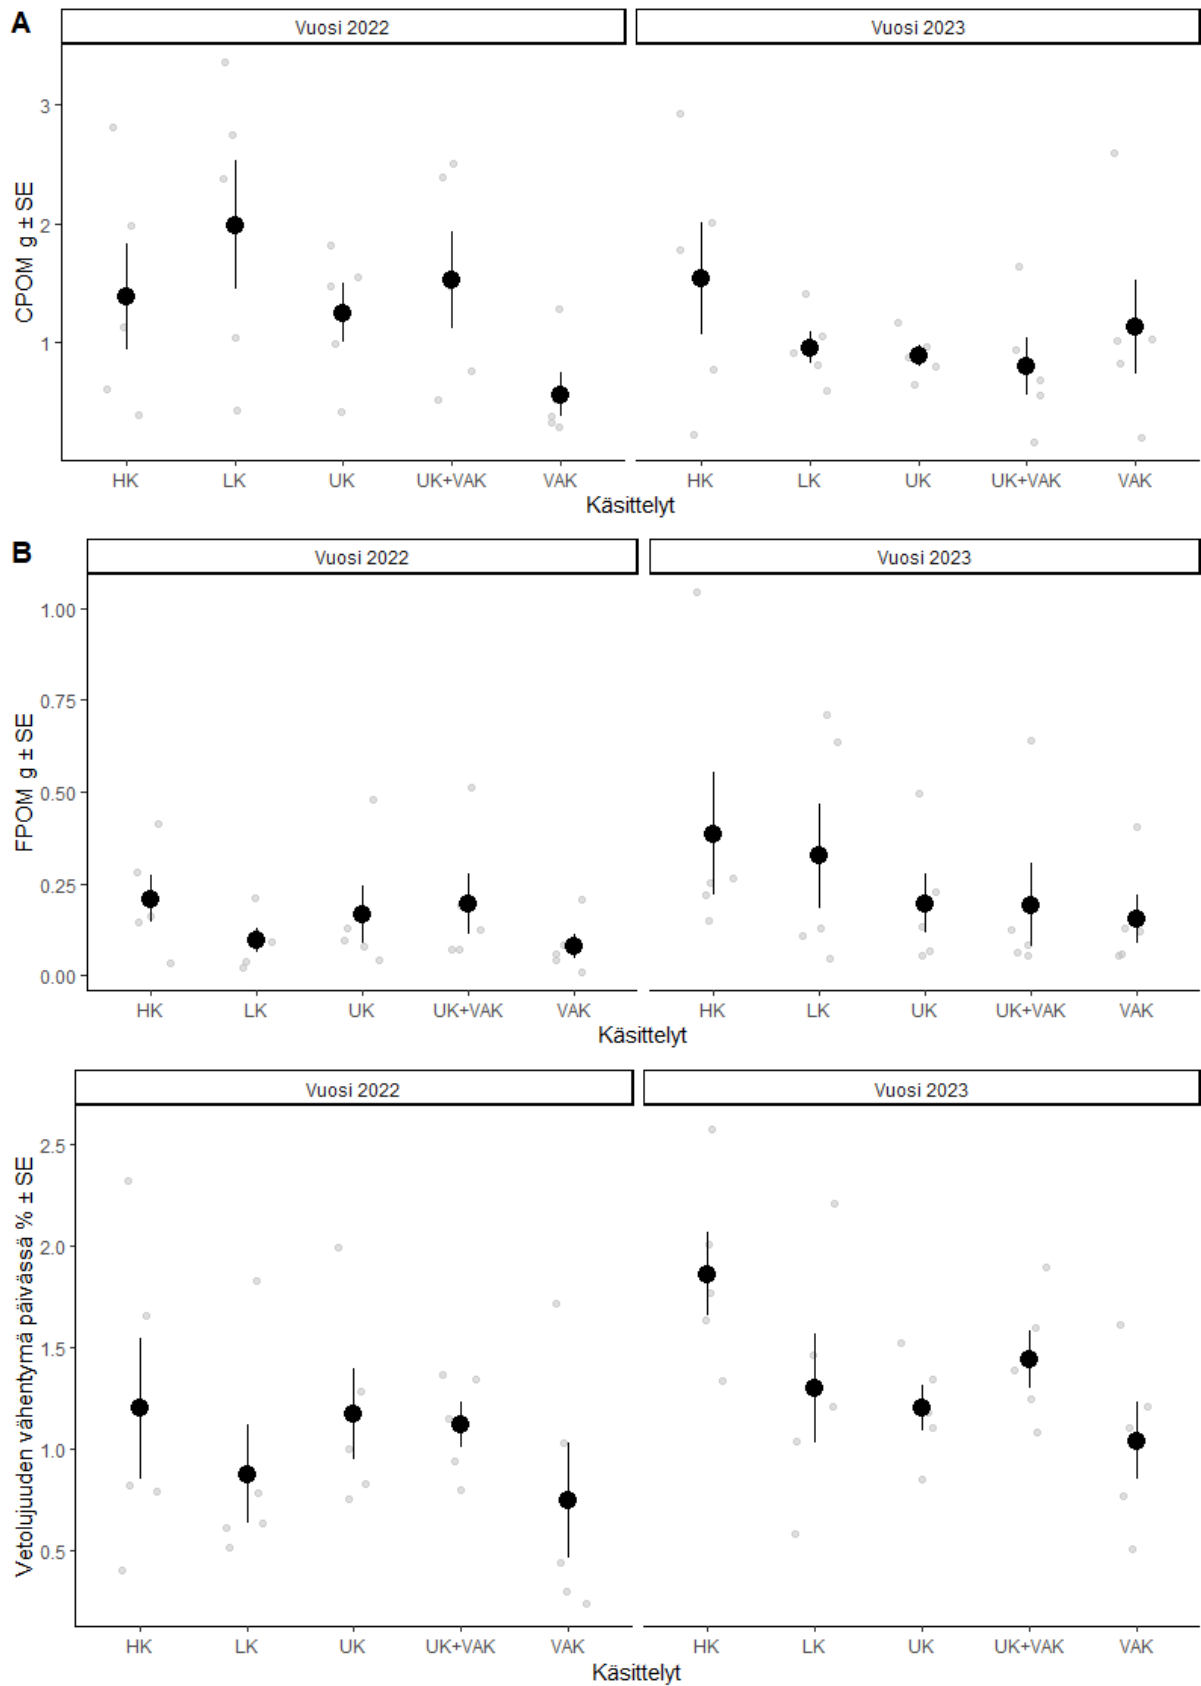 A
Vuosi 2022
Vuosi 2023
CPOM g ± SE
3
2
1
HK
LK
UK
UK+VAK
VAK
HK
LK
UK
UK+VAK
VAK
Käsittelyt
B
Vuosi 2022
Vuosi 2023
FPOM g ± SE
1.00
0.75
0.50
0.25
0.00
HK
LK
UK
UK+VAK
VAK
HK
LK
UK
UK+VAK
VAK
Käsittelyt
Vuosi 2022
Vuosi 2023
Vetolujuuden vähentymä päivässä % ± SE
2.5
2.0
1.5
1.0
0.5
HK
LK
UK
UK+VAK
VAK
HK
LK
UK
UK+VAK
VAK
Käsittelyt